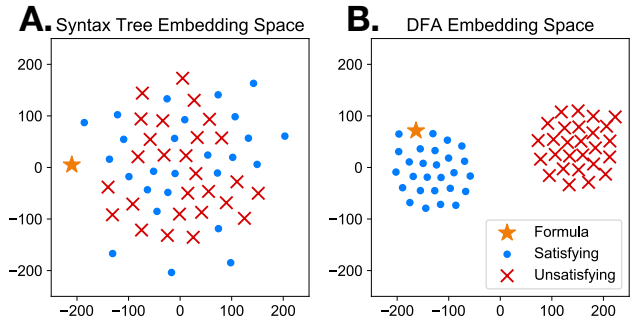 A. Syntax Tree Embedding Space
200
100
0
−100
−200
−200 −100 0 100 200
B. DFA Embedding Space
200
100
0
−100
−200
−200 −100 0 100 200
Formula
Satisfying
Unsatisfying